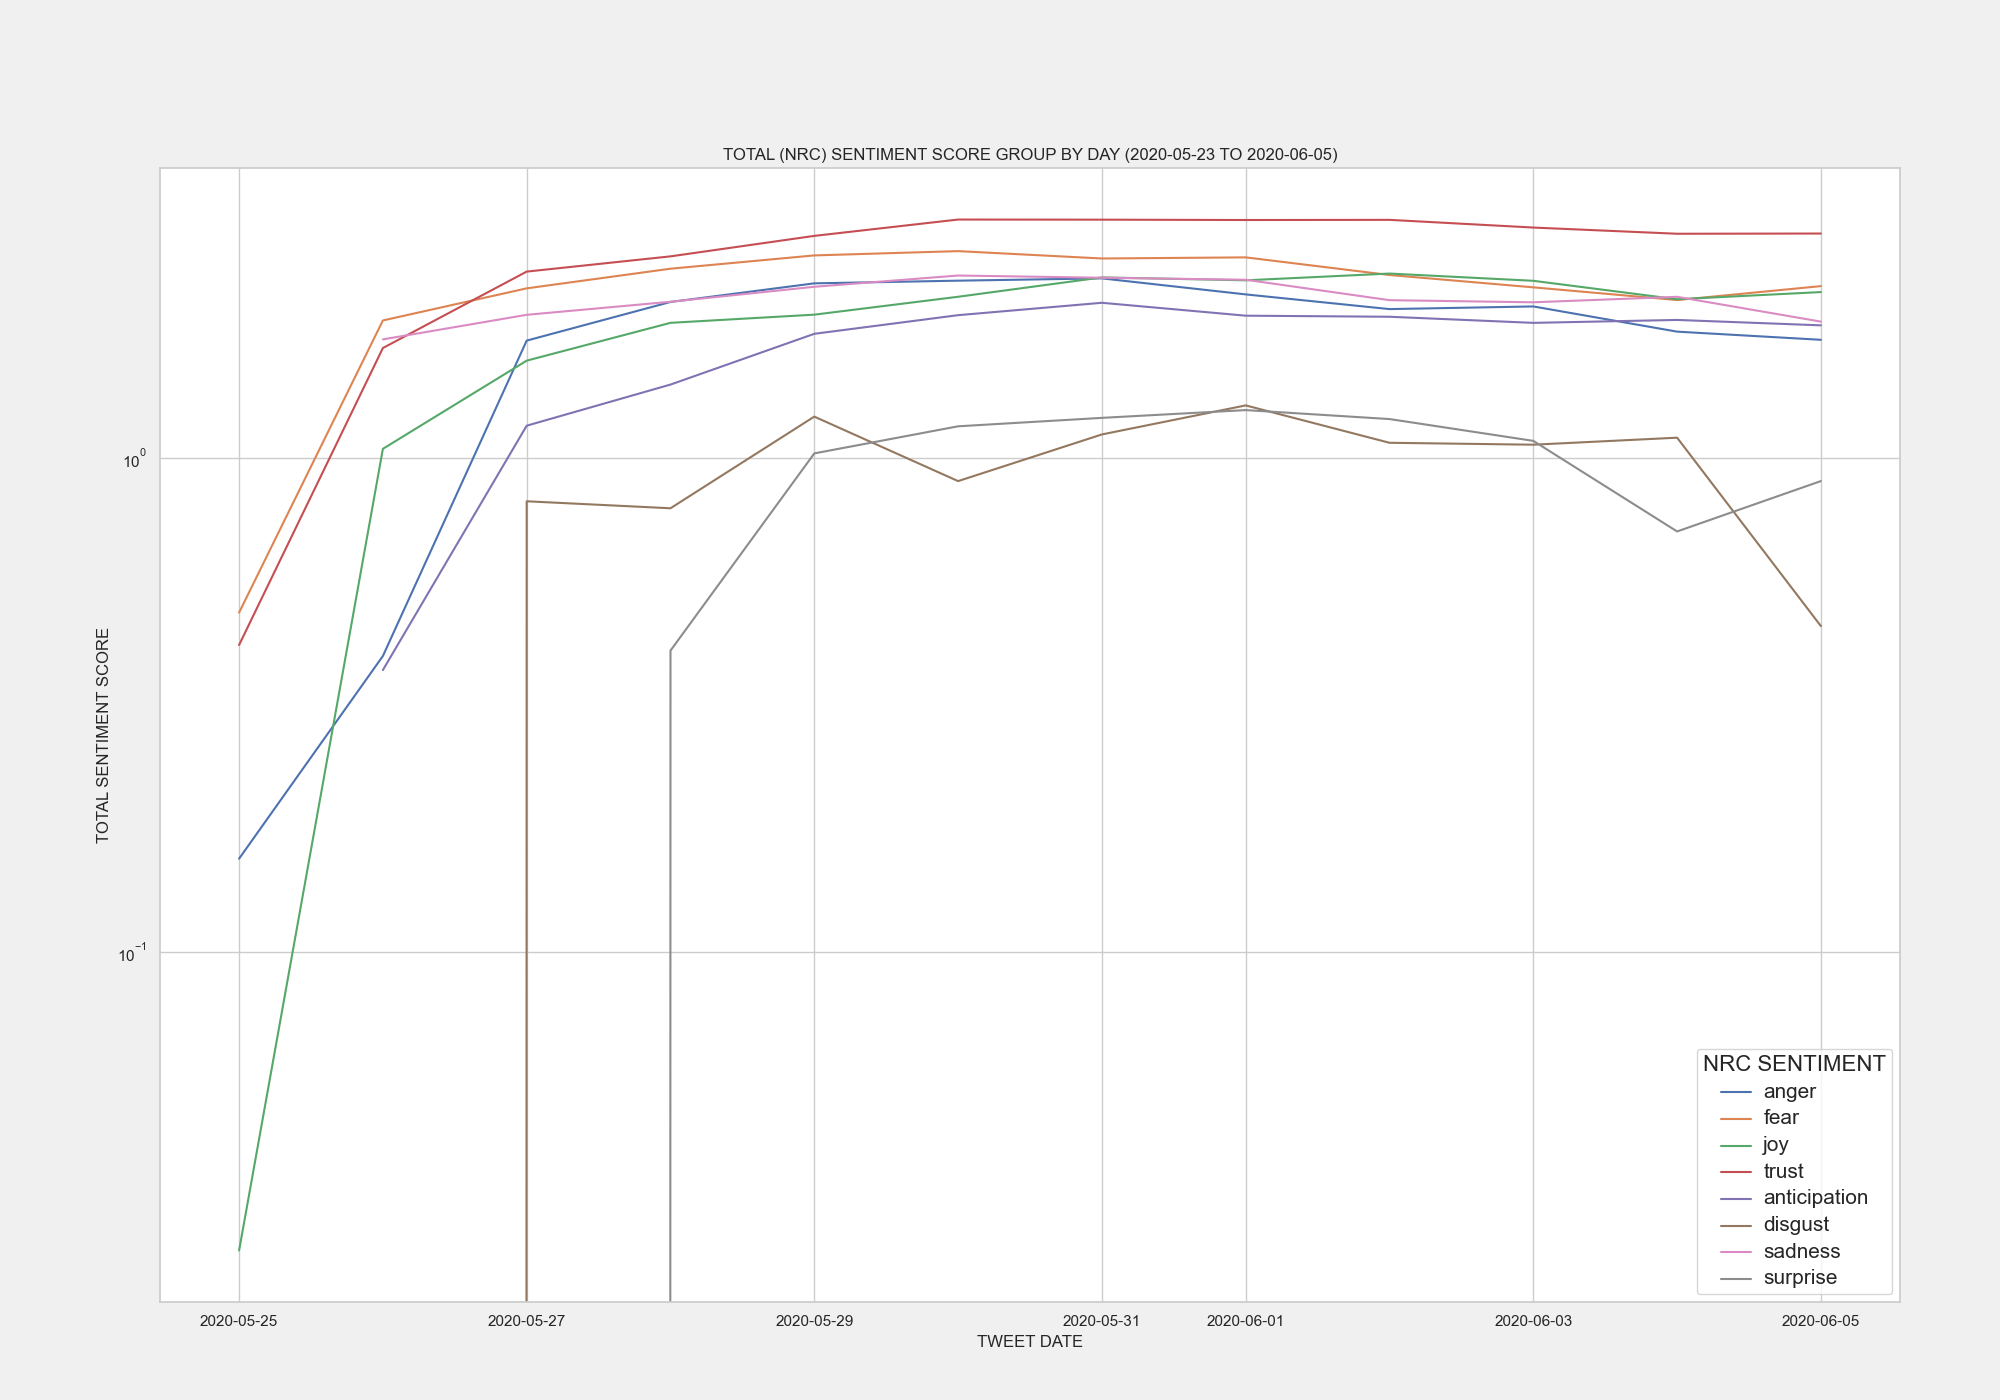 TOTAL (NRC) SENTIMENT SCORE GROUP BY DAY (2020-05-23 TO 2020-06-05)
10⁰
TOTAL SENTIMENT SCORE
10⁻¹
NRC SENTIMENT
anger
fear
joy
trust
anticipation
disgust
sadness
surprise
2020-05-25 2020-05-27 2020-05-29 2020-05-31 2020-06-01 2020-06-03 2020-06-05
TWEET DATE